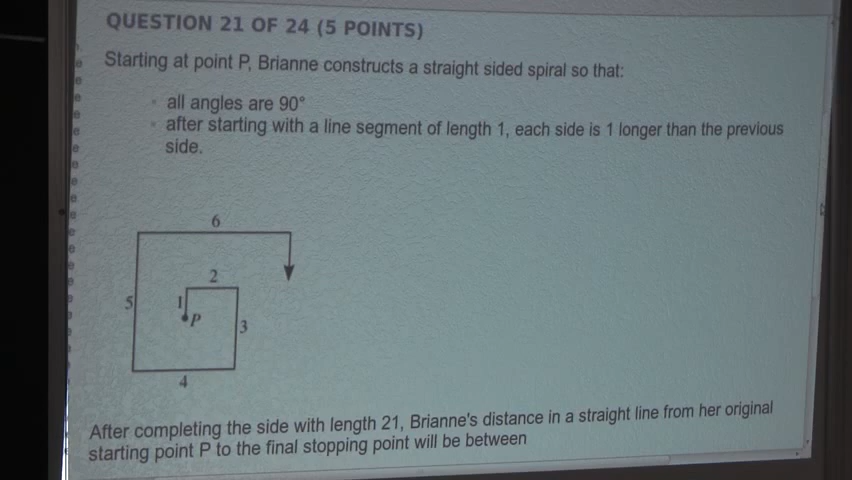 QUESTION 21 OF 24 (5 POINTS)
Starting at point P, Brianne constructs a straight sided spiral so that:
all angles are 90°
after starting with a line segment of length 1, each side is 1 longer than the previous
side.
6
2
5
1
P
3
4
After completing the side with length 21, Brianne's distance in a straight line from her original
starting point P to the final stopping point will be between